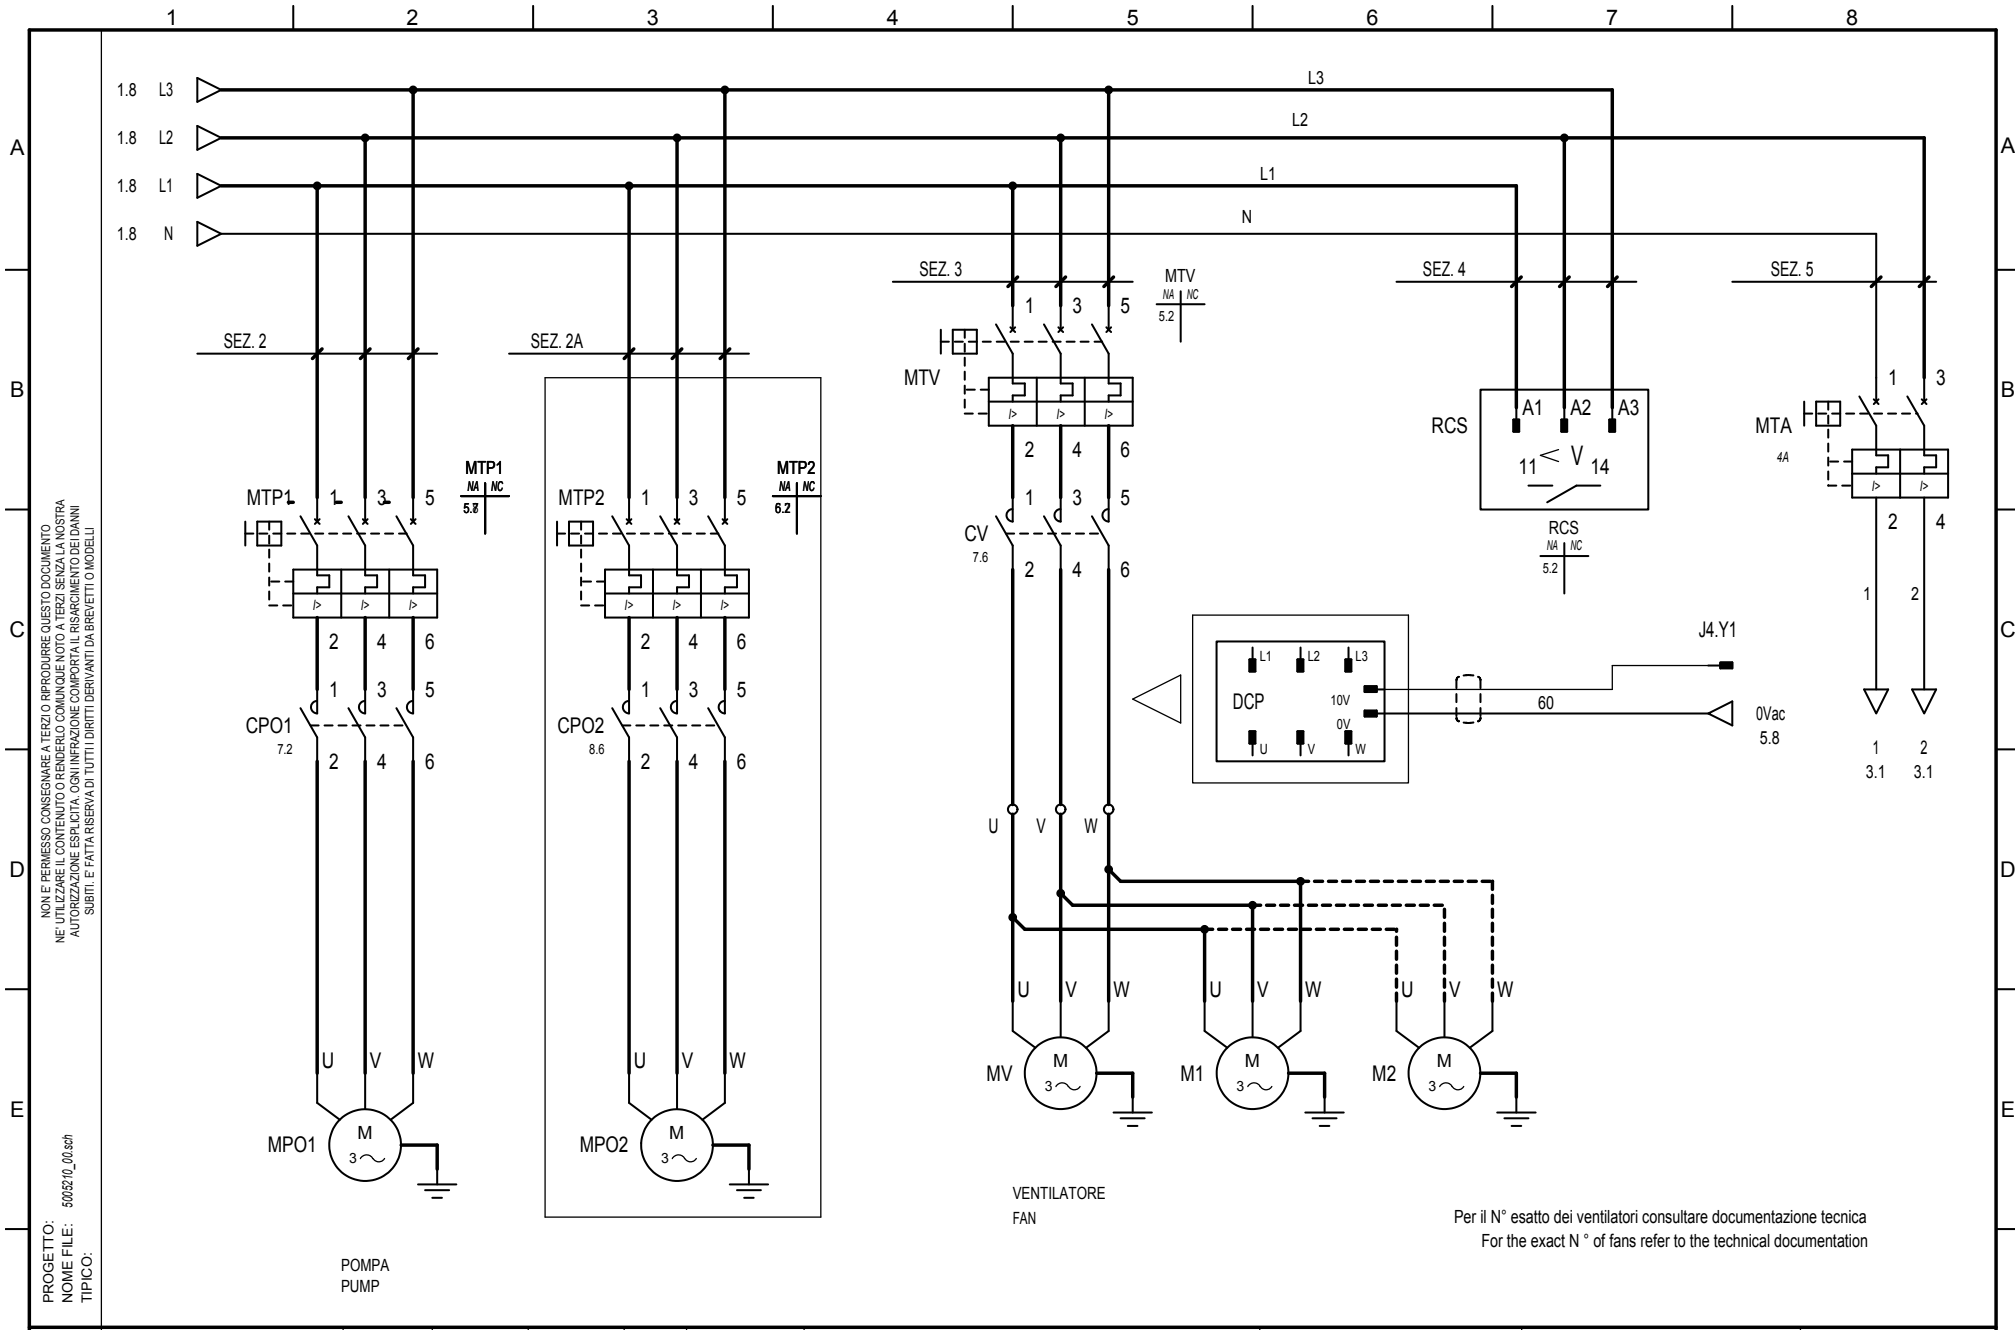 1 2 3 4 5 6 7 8
A A
B B
C C
D D
E E
1.8 L3
1.8 L2
1.8 L1
1.8 N
L3
L2
L1
N
SEZ. 2
SEZ. 2A
SEZ. 3
SEZ. 4
SEZ. 5
MTP1
1 3 5
I> I> I>
2 4 6
MTP1
NA NC
CPO1
7.2
1 3 5
2 4 6
U V W
M
3
MPO1
POMPA
PUMP
MTP2
1 3 5
I> I> I>
2 4 6
MTP2
NA NC
6.2
CPO2
8.6
1 3 5
2 4 6
U V W
M
3
MPO2
MTV
NA NC
5.2
MTV
1 3 5
I> I> I>
2 4 6
CV
7.6
1 3 5
2 4 6
U V W
U V W
U V W
U V W
MV
M
3
M1
M
3
M2
M
3
VENTILATORE
FAN
RCS
A1 A2 A3
< V
11 14
RCS
NA NC
5.2
DCP
L1 L2 L3
10V
0V
U V W
60
J4.Y1
0Vac
5.8
MTA
4A
1 3
I> I>
2 4
1 2
1 2
3.1 3.1
Per il N° esatto dei ventilatori consultare documentazione tecnica
For the exact N ° of fans refer to the technical documentation
NON E' PERMESSO CONSEGNARE A TERZI O RIPRODURRE QUESTO DOCUMENTO
NE' UTILIZZARE IL CONTENUTO O RENDERLO COMUNQUE NOTO A TERZI SENZA LA NOSTRA
AUTORIZZAZIONE ESPLICITA. OGNI INFRAZIONE COMPORTA IL RISARCIMENTO DEI DANNI
SUBITI. E' FATTA RISERVA DI TUTTI I DIRITTI DERIVANTI DA BREVETTI O MODELLI
PROGETTO:
NOME FILE: 5005210_00.sch
TIPICO: